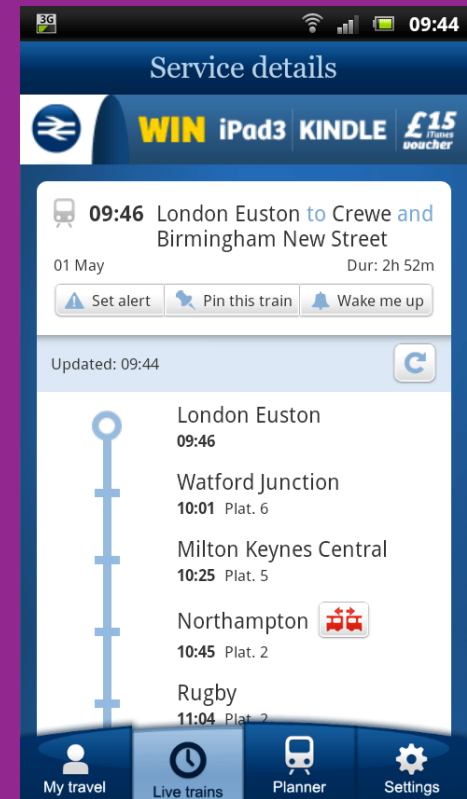 3G
09:44
Service details
WIN iPad3 KINDLE £15 iTunes voucher
09:46 London Euston to Crewe and
Birmingham New Street
01 May Dur: 2h 52m
Set alert Pin this train Wake me up
Updated: 09:44
London Euston
09:46
Watford Junction
10:01 Plat. 6
Milton Keynes Central
10:25 Plat. 5
Northampton
10:45 Plat. 2
Rugby
11:04 Plat. 2
My travel Live trains Planner Settings